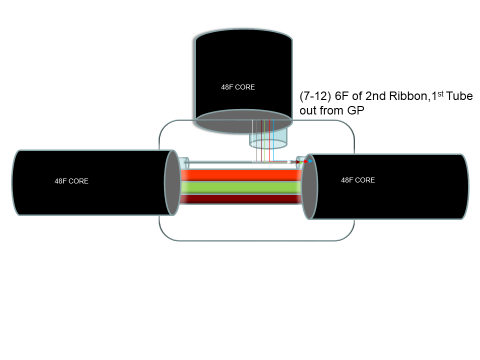 48F CORE
(7-12) 6F of 2nd Ribbon,1st Tube
out from GP
48F CORE
48F CORE